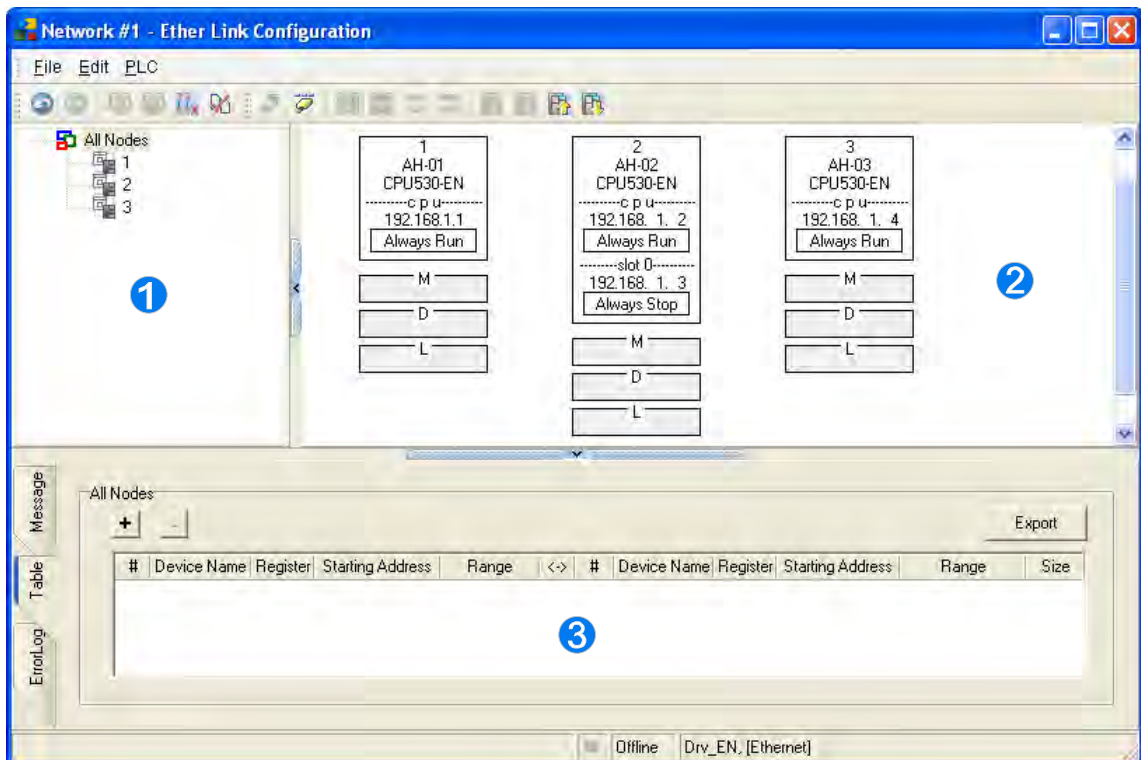 Network #1 - Ether Link Configuration
File Edit PLC
All Nodes
1
2
3
1
1
AH-01
CPU530-EN
---------c p u---------
192.168.1.1
Always Run
M
D
L
2
AH-02
CPU530-EN
---------c p u---------
192.168. 1. 2
Always Run
---------slot 0---------
192.168. 1. 3
Always Stop
M
D
L
3
AH-03
CPU530-EN
---------c p u---------
192.168. 1. 4
Always Run
M
D
L
2
Message
Table
ErrorLog
All Nodes
+ -
Export
# Device Name Register Starting Address Range <-> # Device Name Register Starting Address Range Size
3
Offline Drv_EN, [Ethernet]